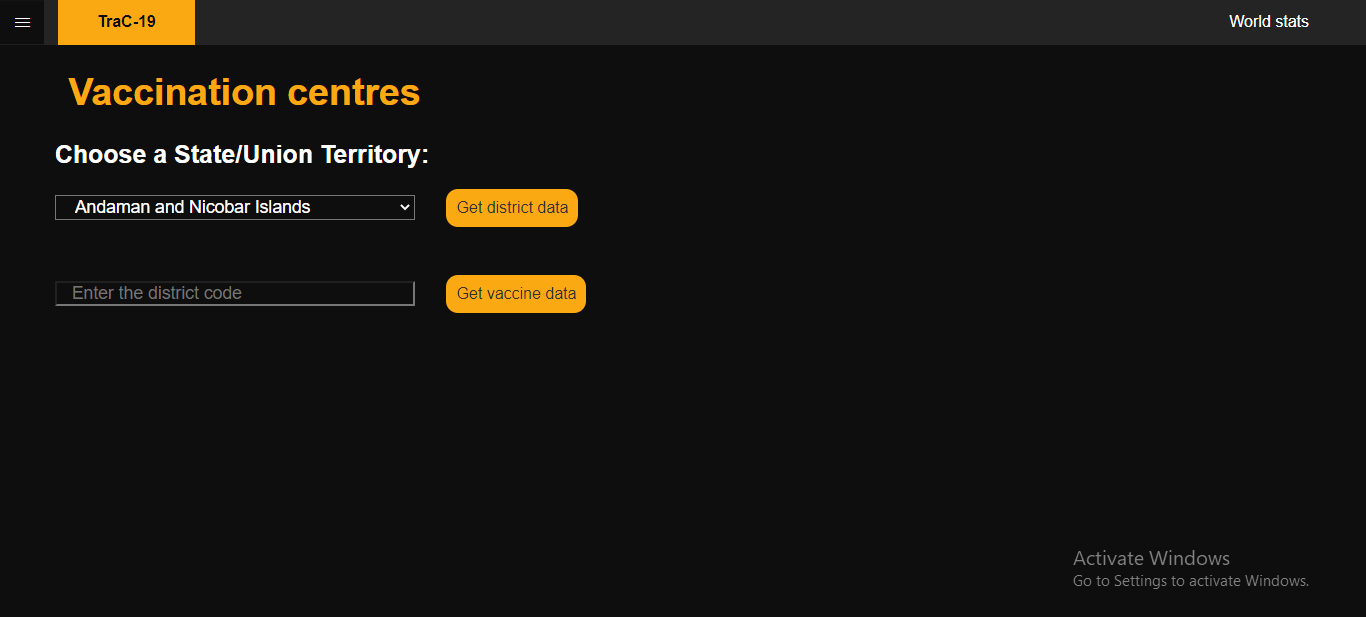 TraC-19
World stats
Vaccination centres
Choose a State/Union Territory:
Andaman and Nicobar Islands
Get district data
Enter the district code
Get vaccine data
Activate Windows
Go to Settings to activate Windows.